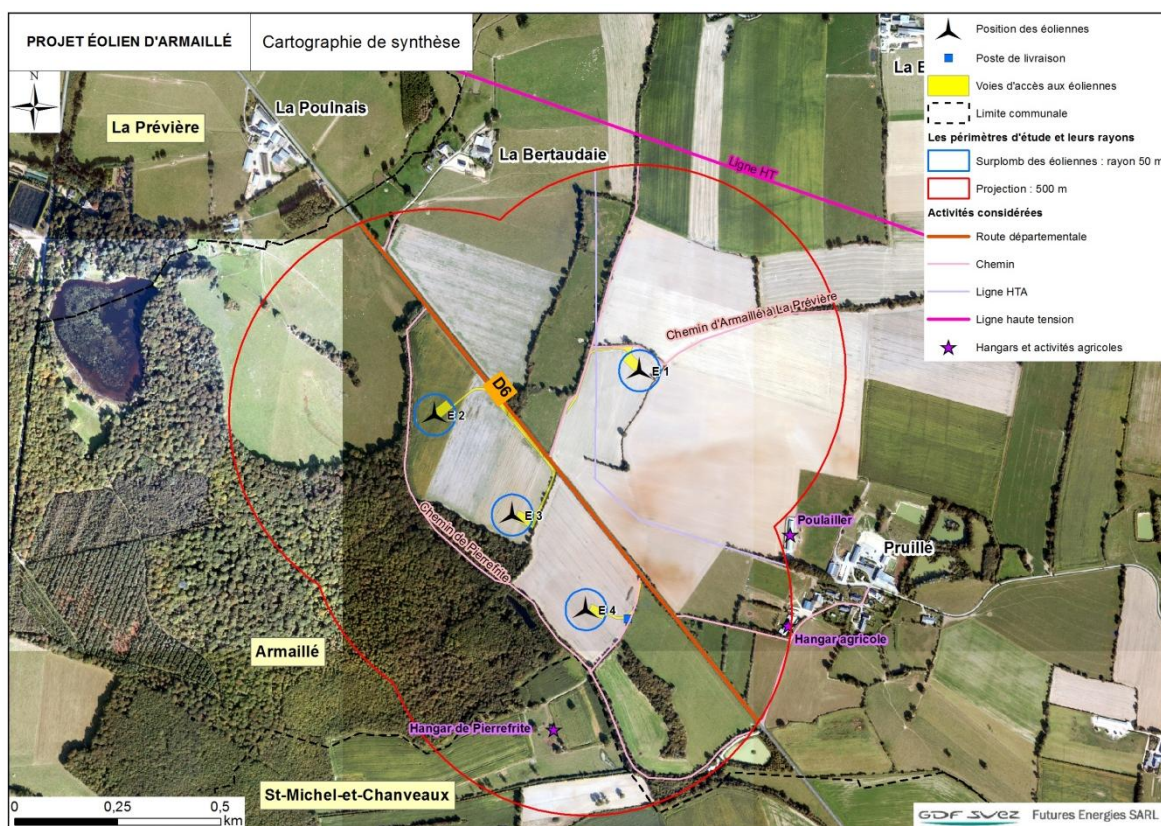 PROJET ÉOLIEN D'ARMAILLÉ
Cartographie de synthèse
N
La Prévière
La Poulnais
La Bertaudaie
Ligne HT
Chemin d'Armaillé à La Prévière
D6
E 1
E 2
E 3
E 4
Chemin de Pierrefrite
Poulailler
Pruillé
Hangar agricole
Armaillé
Hangar de Pierrefrite
St-Michel-et-Chanveaux
0 0,25 0,5
km
Position des éoliennes
Poste de livraison
Voies d'accès aux éoliennes
Limite communale
Les périmètres d'étude et leurs rayons
Surplomb des éoliennes : rayon 50 m
Projection : 500 m
Activités considérées
Route départementale
Chemin
Ligne HTA
Ligne haute tension
Hangars et activités agricoles
GDF SUEZ Futures Energies SARL